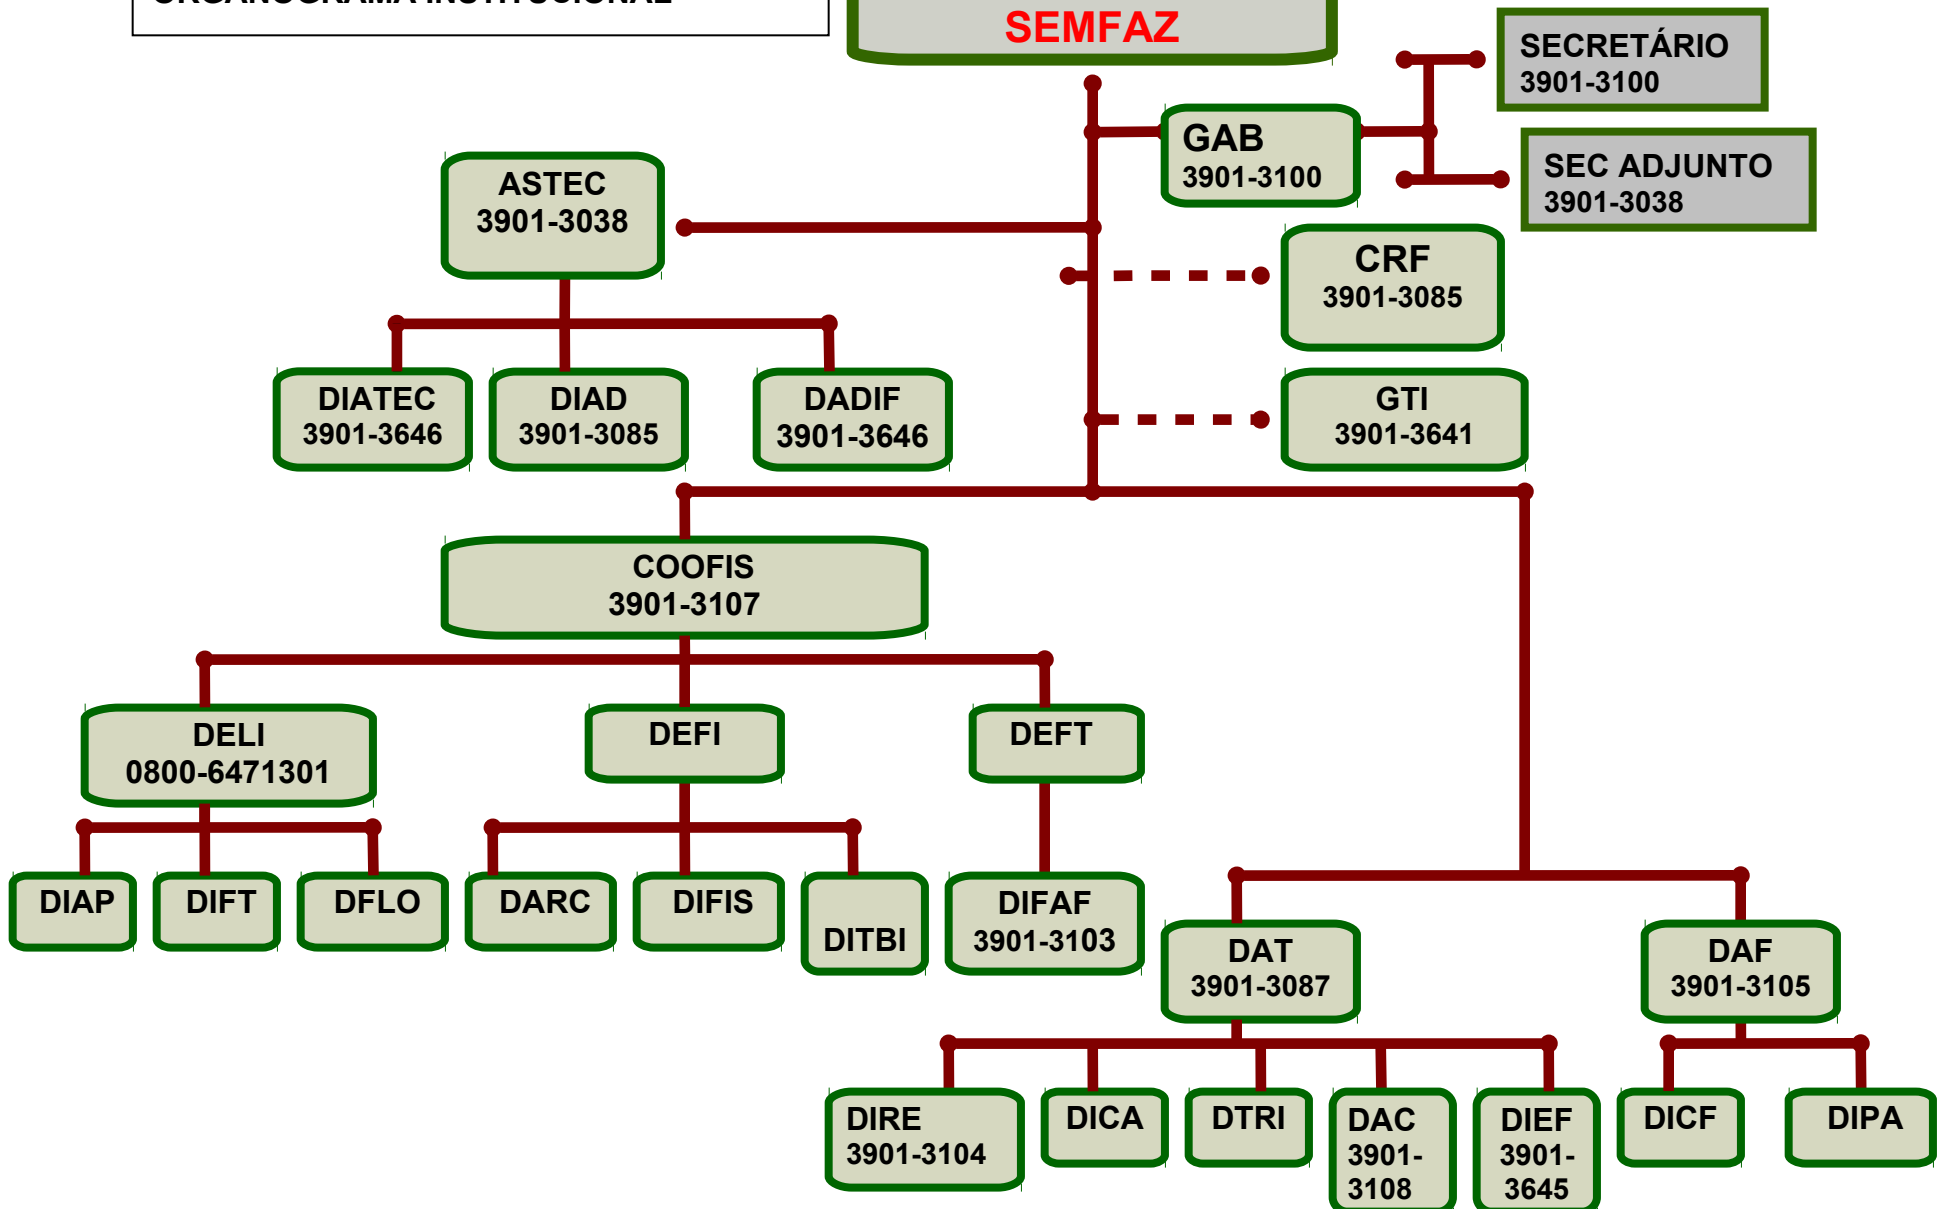 ORGANOGRAMA INSTITUCIONAL
SEMFAZ
SECRETÁRIO
3901-3100
GAB
3901-3100
SEC ADJUNTO
3901-3038
ASTEC
3901-3038
CRF
3901-3085
DIATEC
3901-3646
DIAD
3901-3085
DADIF
3901-3646
GTI
3901-3641
COOFIS
3901-3107
DELI
0800-6471301
DEFI
DEFT
DIAP
DIFT
DFLO
DARC
DIFIS
DITBI
DIFAF
3901-3103
DAT
3901-3087
DAF
3901-3105
DIRE
3901-3104
DICA
DTRI
DAC
3901-
3108
DIEF
3901-
3645
DICF
DIPA